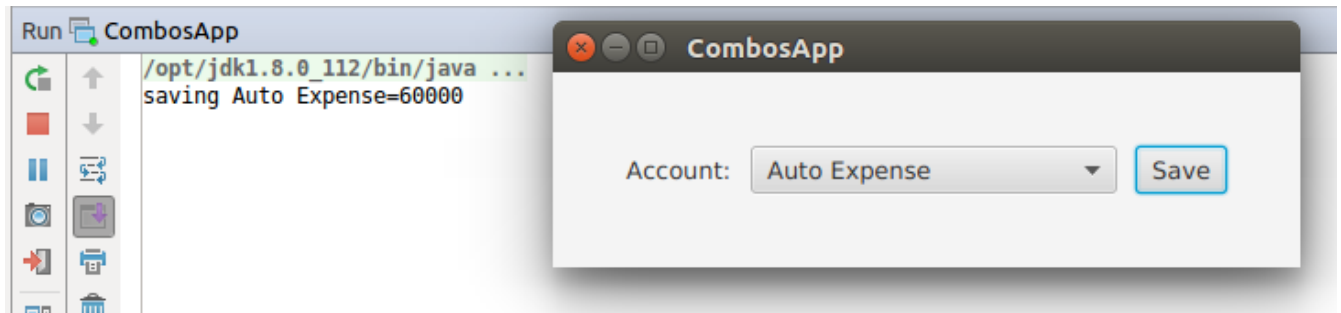 Run CombosApp
/opt/jdk1.8.0_112/bin/java ...
saving Auto Expense=60000
CombosApp
Account: Auto Expense Save